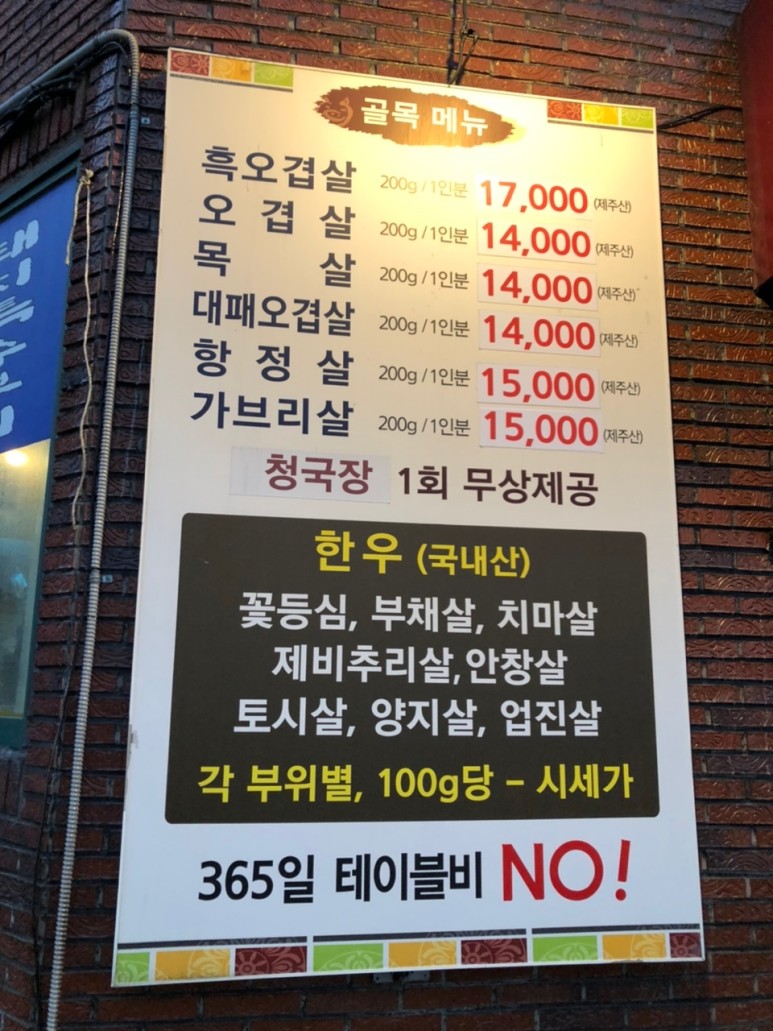 골목 메뉴
흑오겹살 200g / 1인분 17,000 (제주산)
오 겹 살 200g / 1인분 14,000 (제주산)
목 살 200g / 1인분 14,000 (제주산)
대패오겹살 200g / 1인분 14,000 (제주산)
항 정 살 200g / 1인분 15,000 (제주산)
가브리살 200g / 1인분 15,000 (제주산)
청국장 1회 무상제공
한우 (국내산)
꽃등심, 부채살, 치마살
제비추리살,안창살
토시살, 양지살, 업진살
각 부위별, 100g당 – 시세가
365일 테이블비 NO!